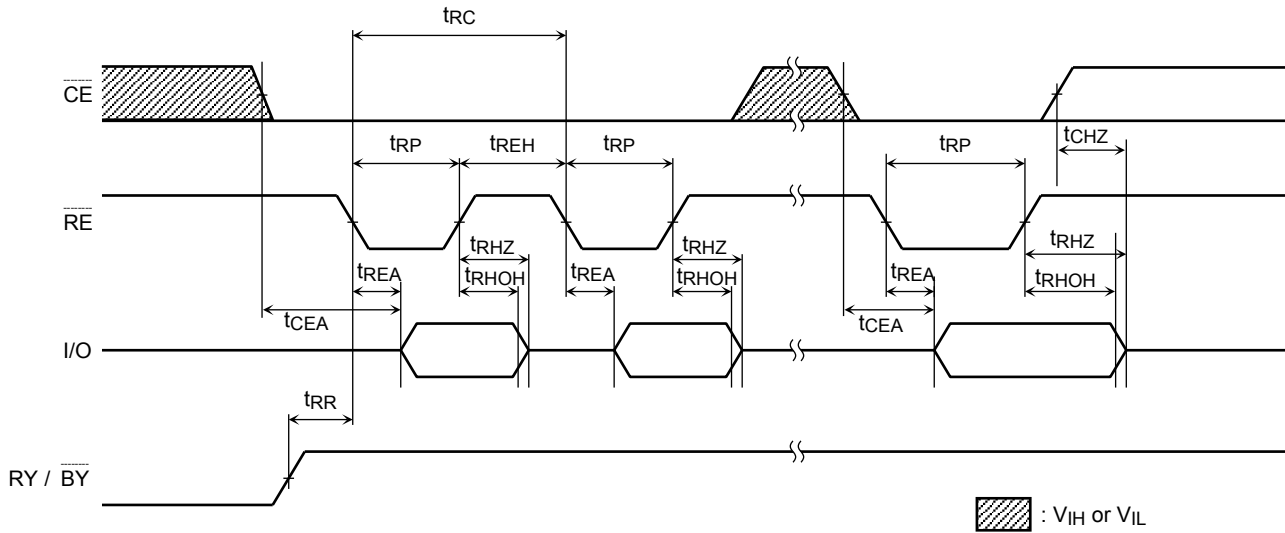 tRC
CE
tCHZ
tRP tREH tRP tRP
RE
tRHZ tRHZ tRHZ
tREA tRHOH tREA tRHOH tREA tRHOH
tCEA tCEA
I/O
tRR
RY / BY
: VIH or VIL